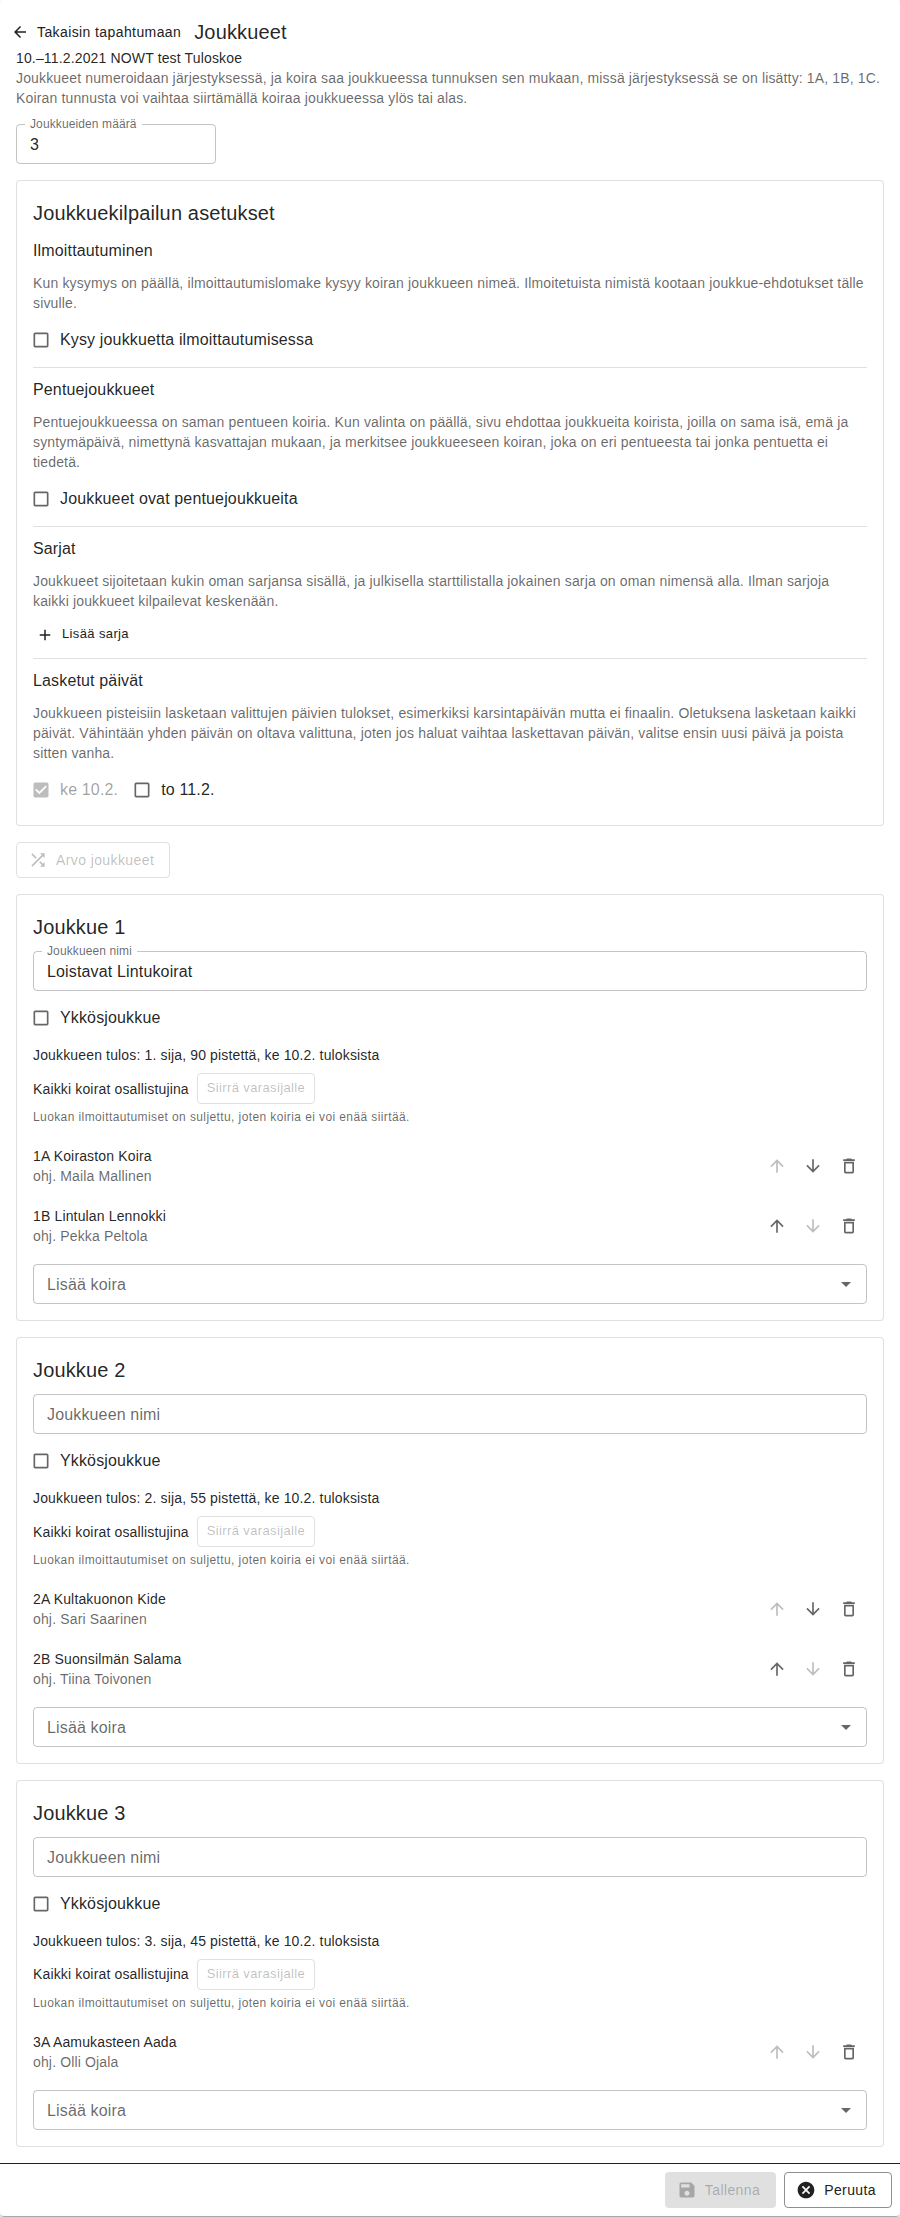 Takaisin tapahtumaan Joukkueet
10.–11.2.2021 NOWT test Tuloskoe
Joukkueet numeroidaan järjestyksessä, ja koira saa joukkueessa tunnuksen sen mukaan, missä järjestyksessä se on lisätty: 1A, 1B, 1C.
Koiran tunnusta voi vaihtaa siirtämällä koiraa joukkueessa ylös tai alas.
Joukkueiden määrä
3
Joukkuekilpailun asetukset
Ilmoittautuminen
Kun kysymys on päällä, ilmoittautumislomake kysyy koiran joukkueen nimeä. Ilmoitetuista nimistä kootaan joukkue-ehdotukset tälle
sivulle.
Kysy joukkuetta ilmoittautumisessa
Pentuejoukkueet
Pentuejoukkueessa on saman pentueen koiria. Kun valinta on päällä, sivu ehdottaa joukkueita koirista, joilla on sama isä, emä ja
syntymäpäivä, nimettynä kasvattajan mukaan, ja merkitsee joukkueeseen koiran, joka on eri pentueesta tai jonka pentuetta ei
tiedetä.
Joukkueet ovat pentuejoukkueita
Sarjat
Joukkueet sijoitetaan kukin oman sarjansa sisällä, ja julkisella starttilistalla jokainen sarja on oman nimensä alla. Ilman sarjoja
kaikki joukkueet kilpailevat keskenään.
Lisää sarja
Lasketut päivät
Joukkueen pisteisiin lasketaan valittujen päivien tulokset, esimerkiksi karsintapäivän mutta ei finaalin. Oletuksena lasketaan kaikki
päivät. Vähintään yhden päivän on oltava valittuna, joten jos haluat vaihtaa laskettavan päivän, valitse ensin uusi päivä ja poista
sitten vanha.
ke 10.2. to 11.2.
Arvo joukkueet
Joukkue 1
Joukkueen nimi
Loistavat Lintukoirat
Ykkösjoukkue
Joukkueen tulos: 1. sija, 90 pistettä, ke 10.2. tuloksista
Kaikki koirat osallistujina Siirrä varasijalle
Luokan ilmoittautumiset on suljettu, joten koiria ei voi enää siirtää.
1A Koiraston Koira
ohj. Maila Mallinen
1B Lintulan Lennokki
ohj. Pekka Peltola
Lisää koira
Joukkue 2
Joukkueen nimi
Ykkösjoukkue
Joukkueen tulos: 2. sija, 55 pistettä, ke 10.2. tuloksista
Kaikki koirat osallistujina Siirrä varasijalle
Luokan ilmoittautumiset on suljettu, joten koiria ei voi enää siirtää.
2A Kultakuonon Kide
ohj. Sari Saarinen
2B Suonsilmän Salama
ohj. Tiina Toivonen
Lisää koira
Joukkue 3
Joukkueen nimi
Ykkösjoukkue
Joukkueen tulos: 3. sija, 45 pistettä, ke 10.2. tuloksista
Kaikki koirat osallistujina Siirrä varasijalle
Luokan ilmoittautumiset on suljettu, joten koiria ei voi enää siirtää.
3A Aamukasteen Aada
ohj. Olli Ojala
Lisää koira
Tallenna Peruuta